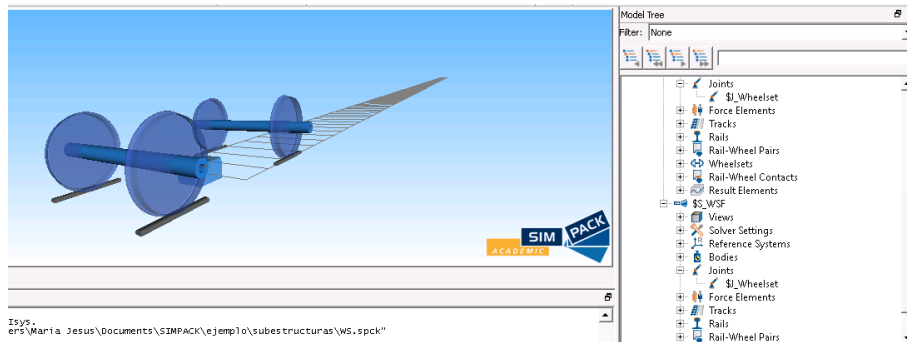 Model Tree
Filter: None
Joints
$J_Wheelset
Force Elements
Tracks
Rails
Rail-Wheel Pairs
Wheelsets
Rail-Wheel Contacts
Result Elements
$S_WSF
Views
Solver Settings
Reference Systems
Bodies
Joints
$J_Wheelset
Force Elements
Tracks
Rails
Rail-Wheel Pairs
SIMPACK
ACADEMIC
Isys.
ers\Maria Jesus\Documents\SIMPACK\ejemplo\subestructuras\WS.spck"